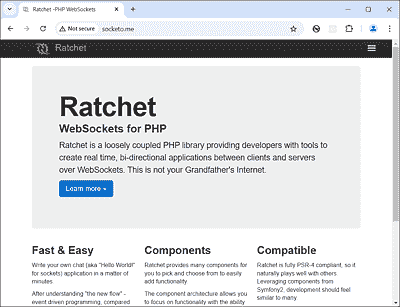 Ratchet -PHP WebSockets
Not secure
socketo.me
Ratchet
Ratchet
WebSockets for PHP
Ratchet is a loosely coupled PHP library providing developers with tools to
create real time, bi-directional applications between clients and servers
over WebSockets. This is not your Grandfather's Internet.
Learn more »
Fast & Easy
Write your own chat (aka "Hello World!"
for sockets) application in a matter of
minutes.
After understanding "the new flow" -
event driven programming, compared
Components
Ratchet provides many components for
you to pick and choose from to easily
add functionality
The component architecture allows you
to focus on functionality with the ability
Compatible
Ratchet is fully PSR-4 compliant, so it
naturally plays well with others
Leveraging components from
Symfony2, development should feel
similar to many